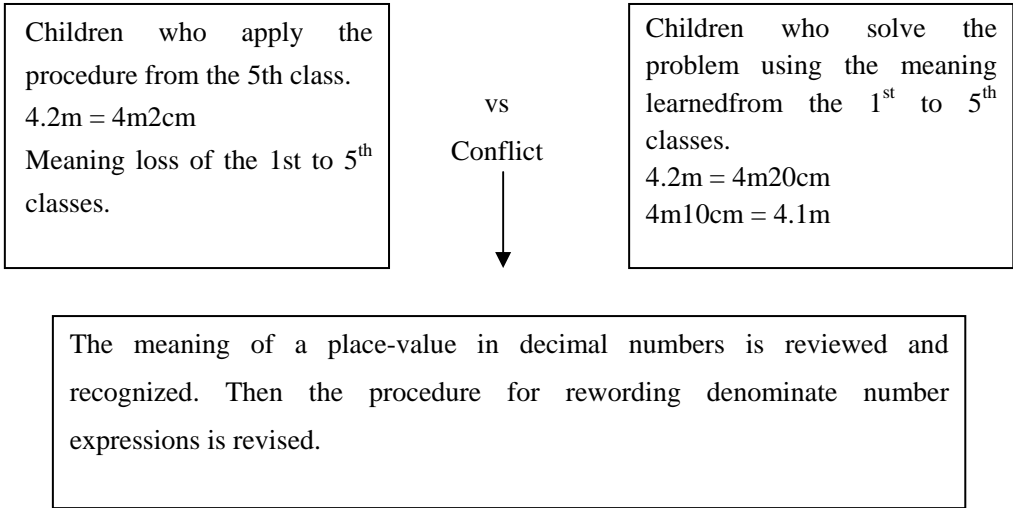 Children who apply the
procedure from the 5th class.
4.2m = 4m2cm
Meaning loss of the 1st to 5th
classes.
vs
Conflict
Children who solve the
problem using the meaning
learnedfrom the 1st to 5th
classes.
4.2m = 4m20cm
4m10cm = 4.1m
The meaning of a place-value in decimal numbers is reviewed and
recognized. Then the procedure for rewording denominate number
expressions is revised.